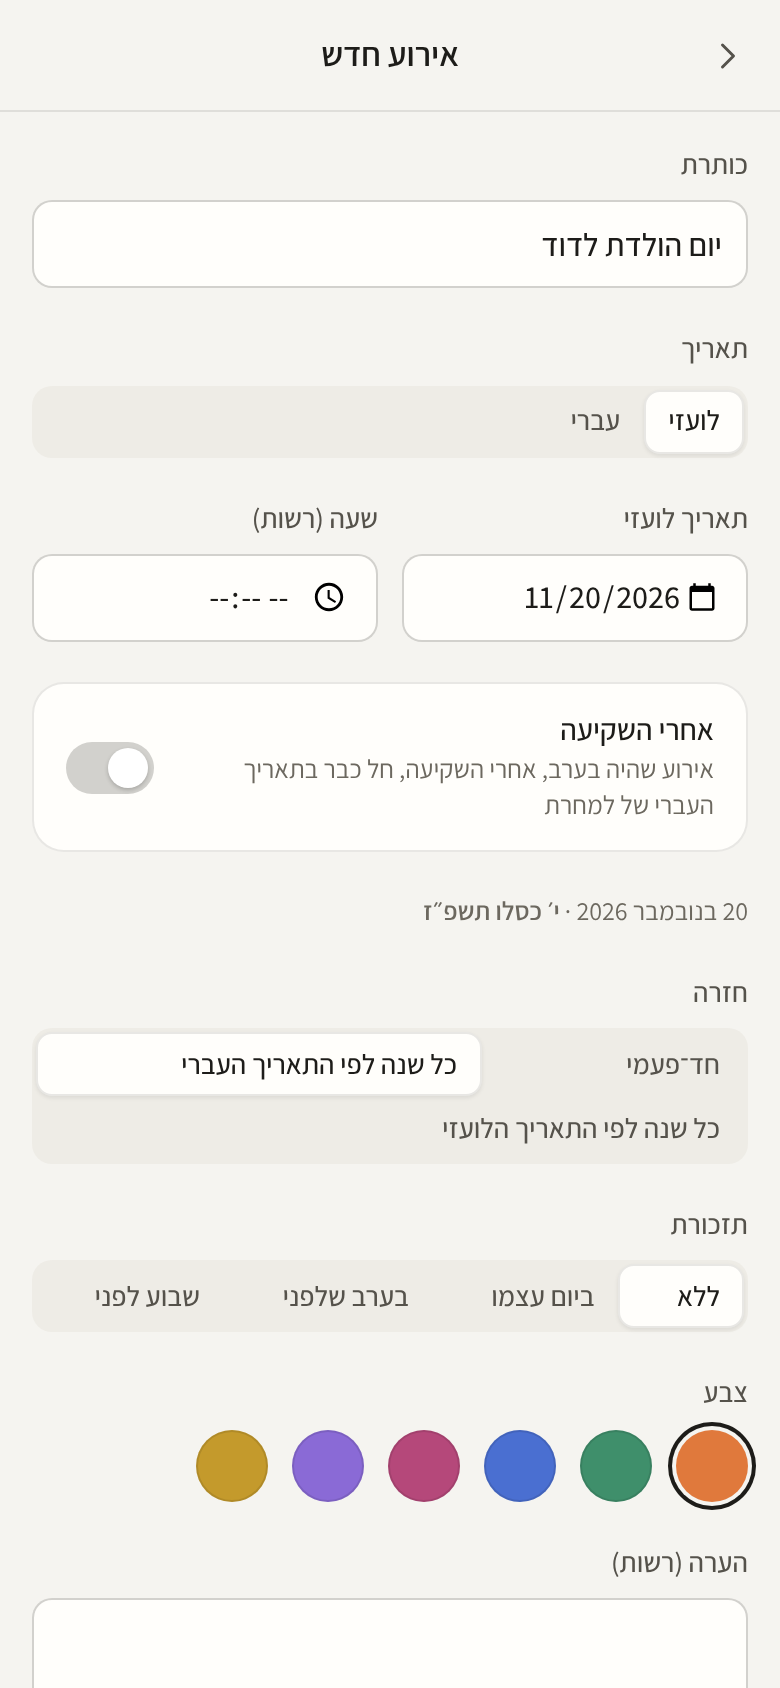 אירוע חדש
כותרת
יום הולדת לדוד
תאריך
לועזי עברי
תאריך לועזי שעה (רשות)
11/20/2026 --:-- --
אחרי השקיעה
אירוע שהיה בערב, אחרי השקיעה, חל כבר בתאריך
העברי של למחרת
20 בנובמבר 2026 · י׳ כסלו תשפ״ז
חזרה
חד־פעמי כל שנה לפי התאריך העברי
כל שנה לפי התאריך הלועזי
תזכורת
ללא ביום עצמו בערב שלפני שבוע לפני
צבע
הערה (רשות)